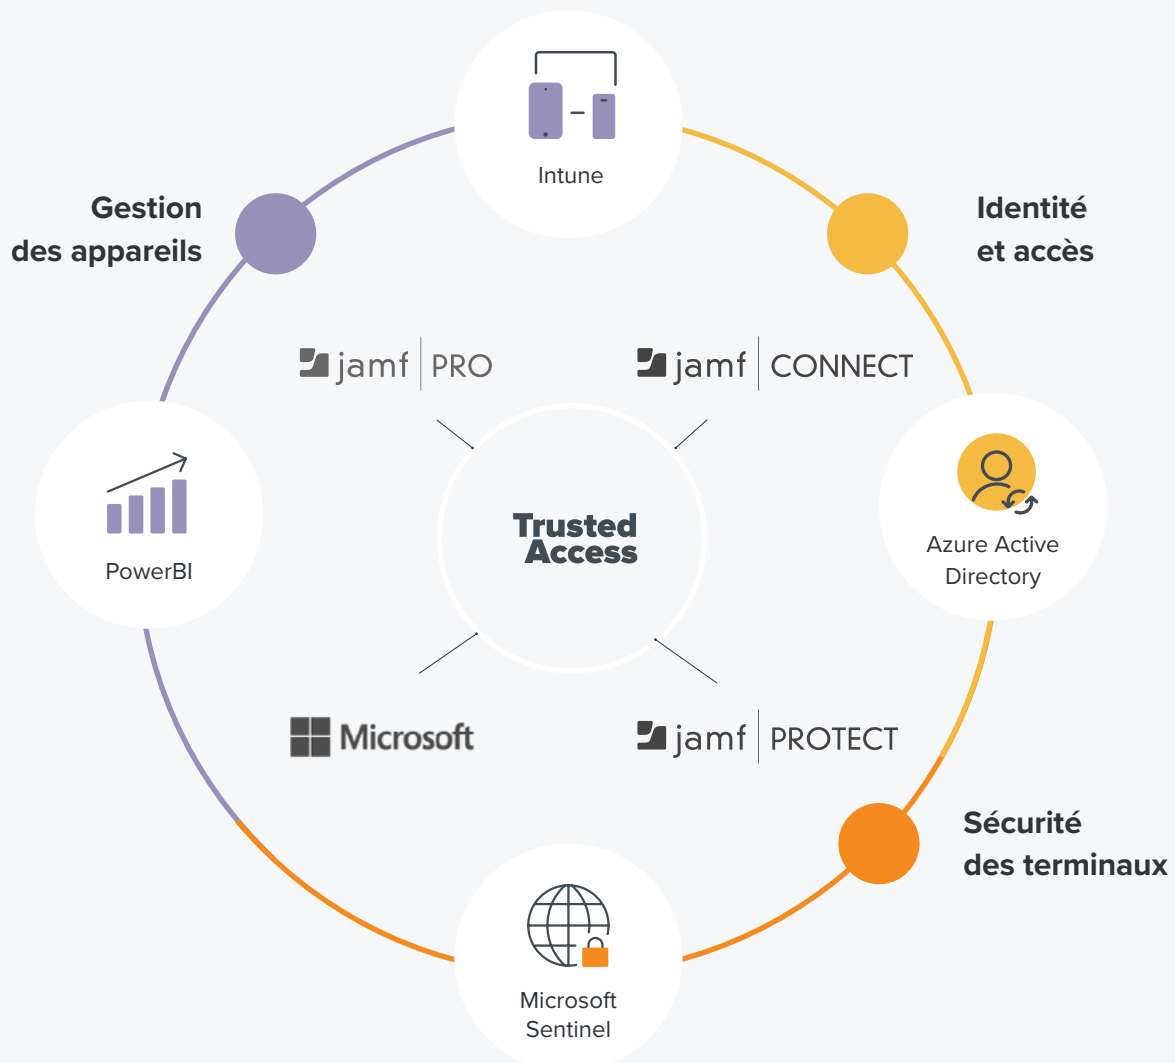 Intune
Gestion
des appareils
Identité
et accès
jamf | PRO
jamf | CONNECT
Trusted
Access
PowerBI
Azure Active
Directory
Microsoft
jamf | PROTECT
Sécurité
des terminaux
Microsoft
Sentinel